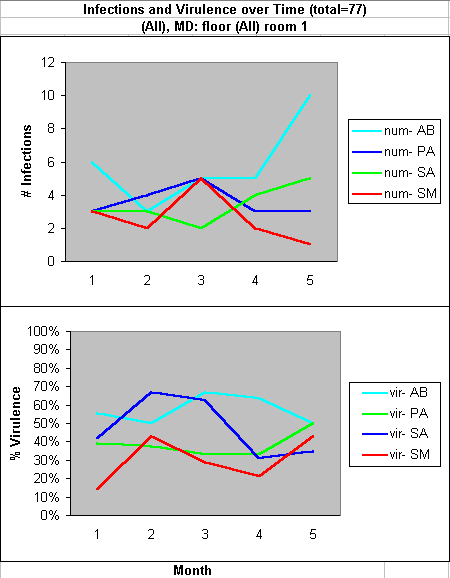 Infections and Virulence over Time (total=77)
(All), MD: floor (All) room 1
12
10
8
6
4
2
0
# Infections
1 2 3 4 5
num- AB
num- PA
num- SA
num- SM
100%
90%
80%
70%
60%
50%
40%
30%
20%
10%
0%
% Virulence
1 2 3 4 5
vir- AB
vir- PA
vir- SA
vir- SM
Month